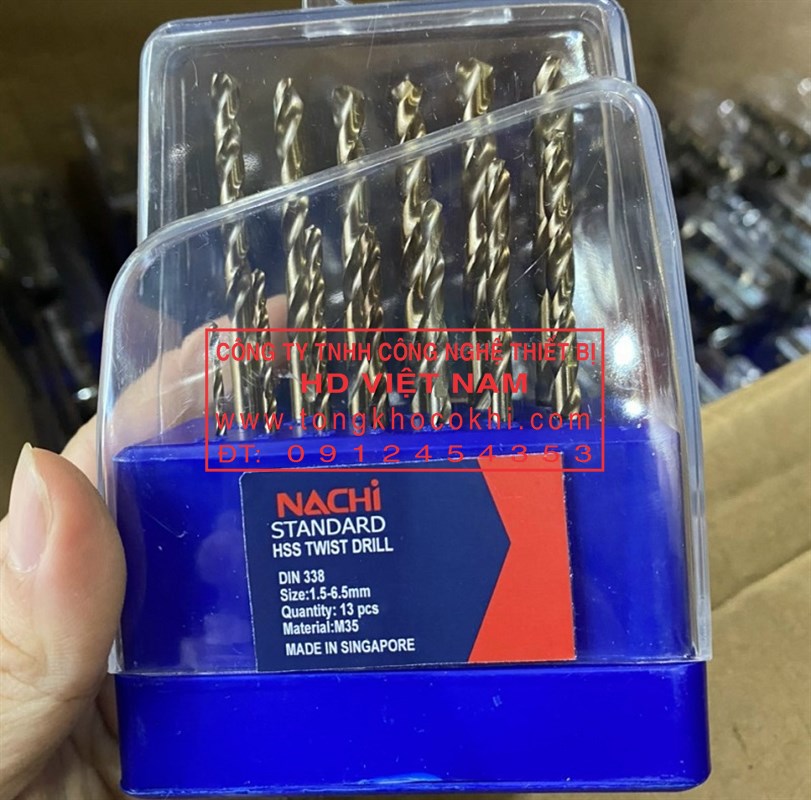 CÔNG TY TNHH CÔNG NGHỆ THIẾT BỊ
HD VIỆT NAM
www.tongkhocokhi.com
ĐT: 0912454353
NACHi
STANDARD
HSS TWIST DRILL
DIN 338
Size:1.5-6.5mm
Quantity: 13 pcs
Material:M35
MADE IN SINGAPORE